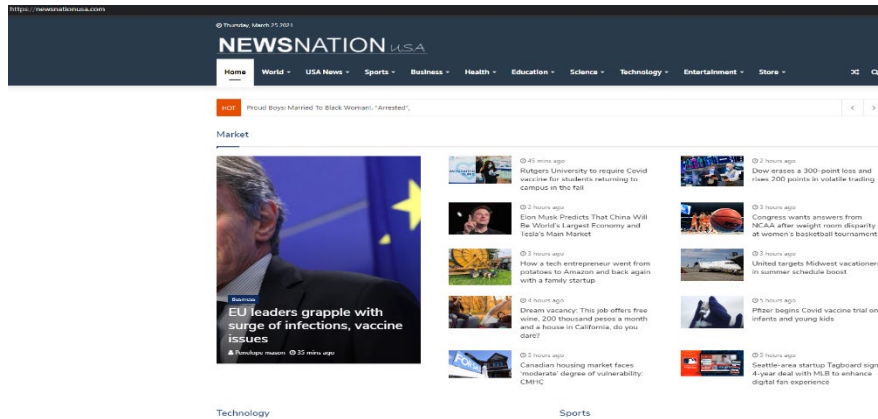 https://newsnationusa.com
Thursday, March 25 2021
NEWSNATION USA
Home World USA News Sports Business Health Education Science Technology Entertainment Store
HOT Proud Boys: Married To Black Woman!, "Arrested",
Market
Business
EU leaders grapple with
surge of infections, vaccine
issues
Penelope mason 35 mins ago
45 mins ago
Rutgers University to require Covid
vaccine for students returning to
campus in the fall
2 hours ago
Elon Musk Predicts That China Will
Be World's Largest Economy and
Tesla's Main Market
3 hours ago
How a tech entrepreneur went from
potatoes to Amazon and back again
with a family startup
4 hours ago
Dream vacancy: This job offers free
wine, 200 thousand pesos a month
and a house in California, do you
dare?
5 hours ago
Canadian housing market faces
'moderate' degree of vulnerability:
CMHC
2 hours ago
Dow erases a 300-point loss and
rises 200 points in volatile trading
3 hours ago
Congress wants answers from
NCAA after weight room disparity
at women's basketball tournament
3 hours ago
United targets Midwest vacationers
in summer schedule boost
5 hours ago
Pfizer begins Covid vaccine trial on
infants and young kids
Seattle-area startup Tagboard sign
4-year deal with MLB to enhance
digital fan experience
Technology
Sports